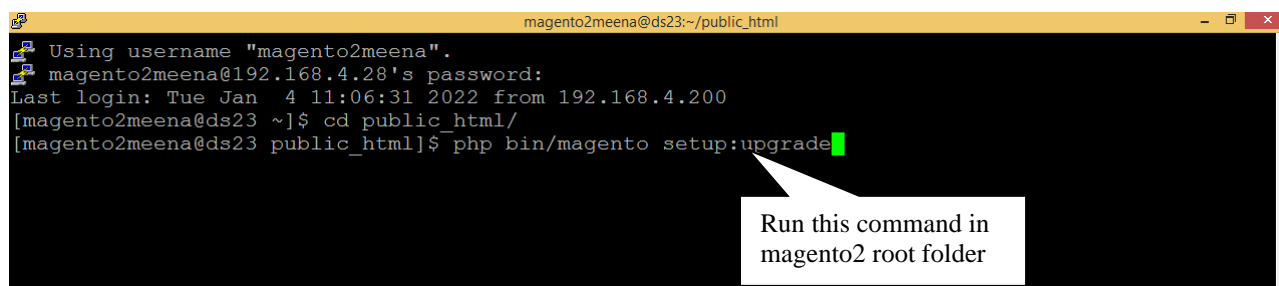 magento2meena@ds23:~/public_html
Using username "magento2meena".
magento2meena@192.168.4.28's password:
Last login: Tue Jan  4 11:06:31 2022 from 192.168.4.200
[magento2meena@ds23 ~]$ cd public_html/
[magento2meena@ds23 public_html]$ php bin/magento setup:upgrade
Run this command in
magento2 root folder